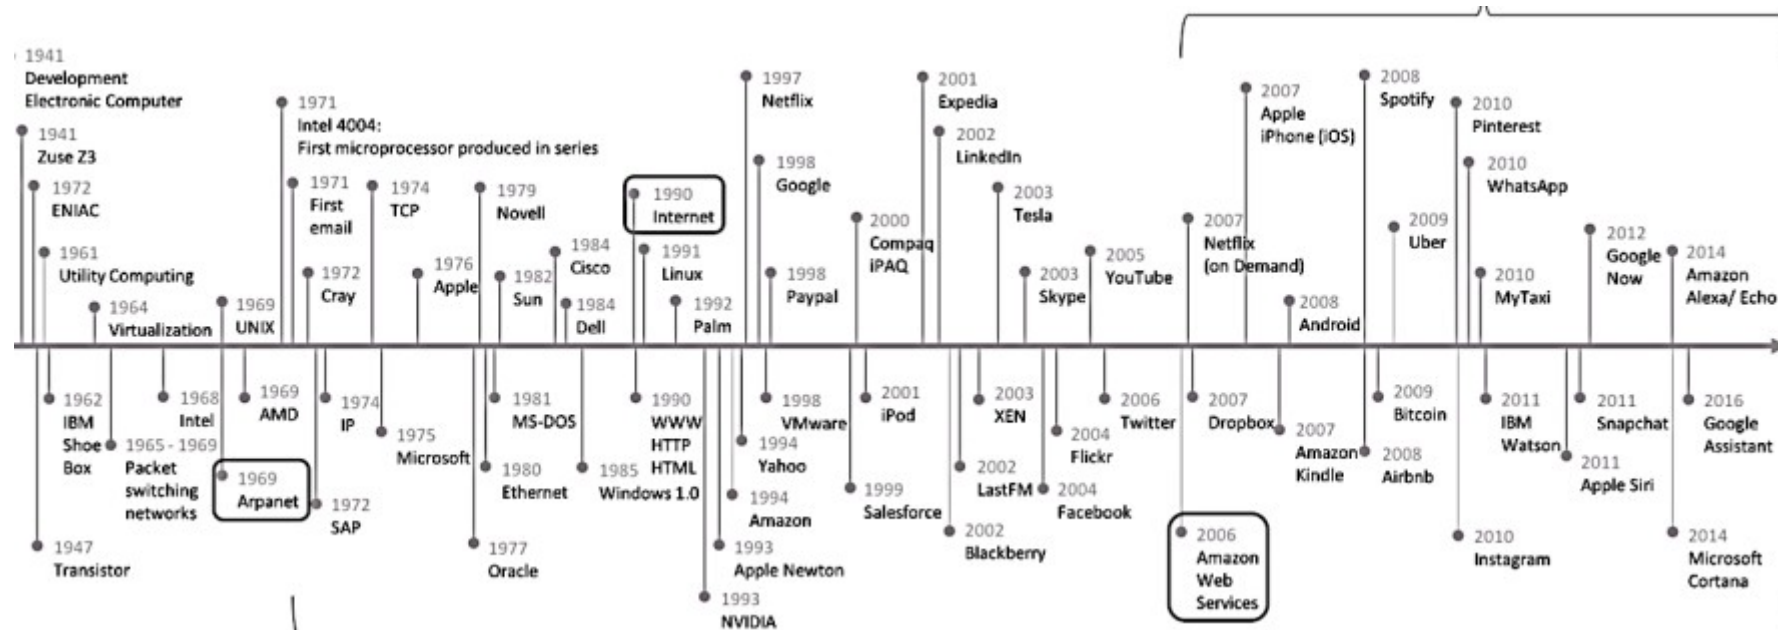 1941
Development
Electronic Computer
1941
Zuse Z3
1972
ENIAC
1961
Utility Computing
1964
Virtualization
1969
UNIX
1971
Intel 4004:
First microprocessor produced in series
1971
First
email
1972
Cray
1974
TCP
1976
Apple
1979
Novell
1982
Sun
1984
Cisco
1984
Dell
1990
Internet
1991
Linux
1992
Palm
1997
Netflix
1998
Google
1998
Paypal
2000
Compaq
iPAQ
2001
Expedia
2002
LinkedIn
2003
Tesla
2003
Skype
2005
YouTube
2007
Netflix
(on Demand)
2007
Apple
iPhone (iOS)
2008
Android
2008
Spotify
2009
Uber
2010
Pinterest
2010
WhatsApp
2010
MyTaxi
2012
Google
Now
2014
Amazon
Alexa/ Echo
1962
IBM
Shoe
Box
1965 - 1969
Packet
switching
networks
1947
Transistor
1968
Intel
1969
AMD
1969
Arpanet
1972
SAP
1974
IP
1975
Microsoft
1977
Oracle
1980
Ethernet
1981
MS-DOS
1985
Windows 1.0
1990
WWW
HTTP
HTML
1993
NVIDIA
1993
Apple Newton
1994
Amazon
1994
Yahoo
1998
VMware
1999
Salesforce
2001
iPod
2002
Blackberry
2002
LastFM
2003
XEN
2004
Facebook
2004
Flickr
2006
Twitter
2006
Amazon
Web
Services
2007
Dropbox
2007
Amazon
Kindle
2008
Airbnb
2009
Bitcoin
2010
Instagram
2011
IBM
Watson
2011
Apple Siri
2011
Snapchat
2014
Microsoft
Cortana
2016
Google
Assistant